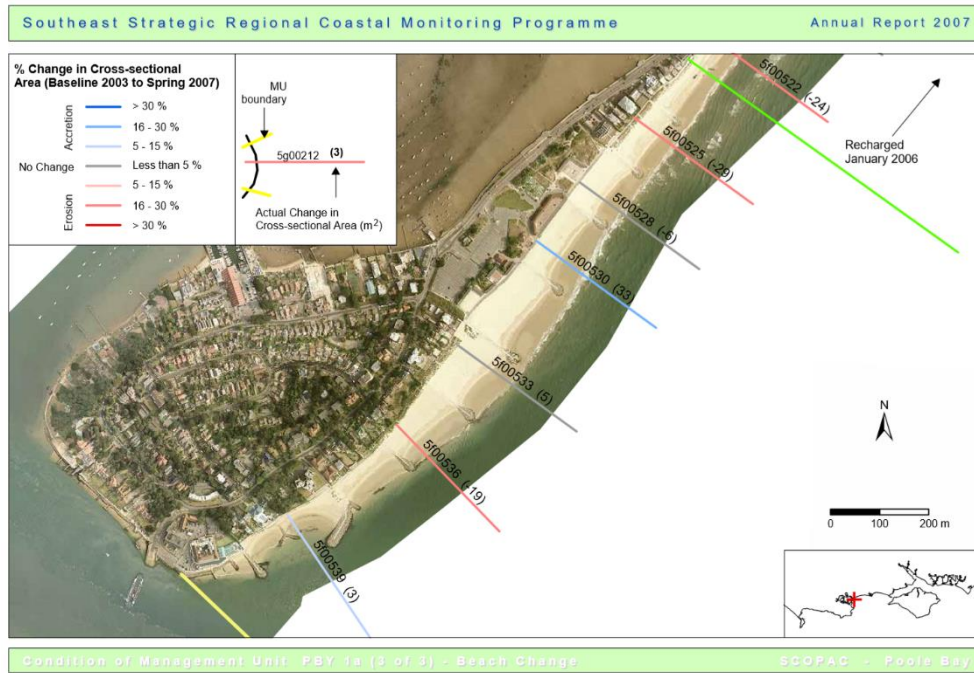 Southeast Strategic Regional Coastal Monitoring Programme
Annual Report 2007
% Change in Cross-sectional
Area (Baseline 2003 to Spring 2007)
Accretion
> 30 %
16 - 30 %
5 - 15 %
No Change
Less than 5 %
Erosion
5 - 15 %
16 - 30 %
> 30 %
MU
boundary
5g00212 (3)
Actual Change in
Cross-sectional Area (m²)
5f00522 (-24)
Recharged
January 2006
5f00525 (-29)
5f00528 (-6)
5f00530 (33)
5f00533 (5)
5f00536 (-19)
5f00539 (3)
N
0 100 200 m
Condition of Management Unit PBY 1a (3 of 3) - Beach Change
SCOPAC - Poole Bay